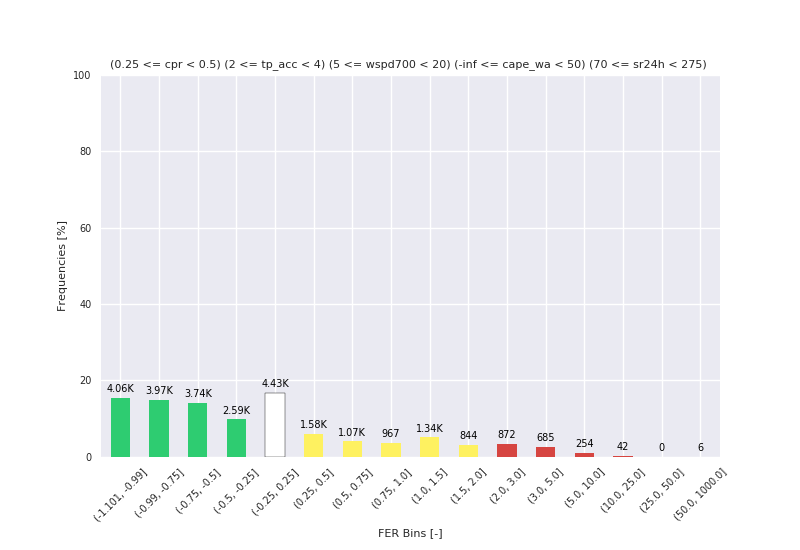 (0.25 <= cpr < 0.5) (2 <= tp_acc < 4) (5 <= wspd700 < 20) (-inf <= cape_wa < 50) (70 <= sr24h < 275)
100
80
60
40
20
0
Frequencies [%]
4.06K
3.97K
3.74K
2.59K
4.43K
1.58K
1.07K
967
1.34K
844
872
685
254
42
0
6
(-1.101, -0.99]
(-0.99, -0.75]
(-0.75, -0.5]
(-0.5, -0.25]
(-0.25, 0.25]
(0.25, 0.5]
(0.5, 0.75]
(0.75, 1.0]
(1.0, 1.5]
(1.5, 2.0]
(2.0, 3.0]
(3.0, 5.0]
(5.0, 10.0]
(10.0, 25.0]
(25.0, 50.0]
(50.0, 1000.0]
FER Bins [-]